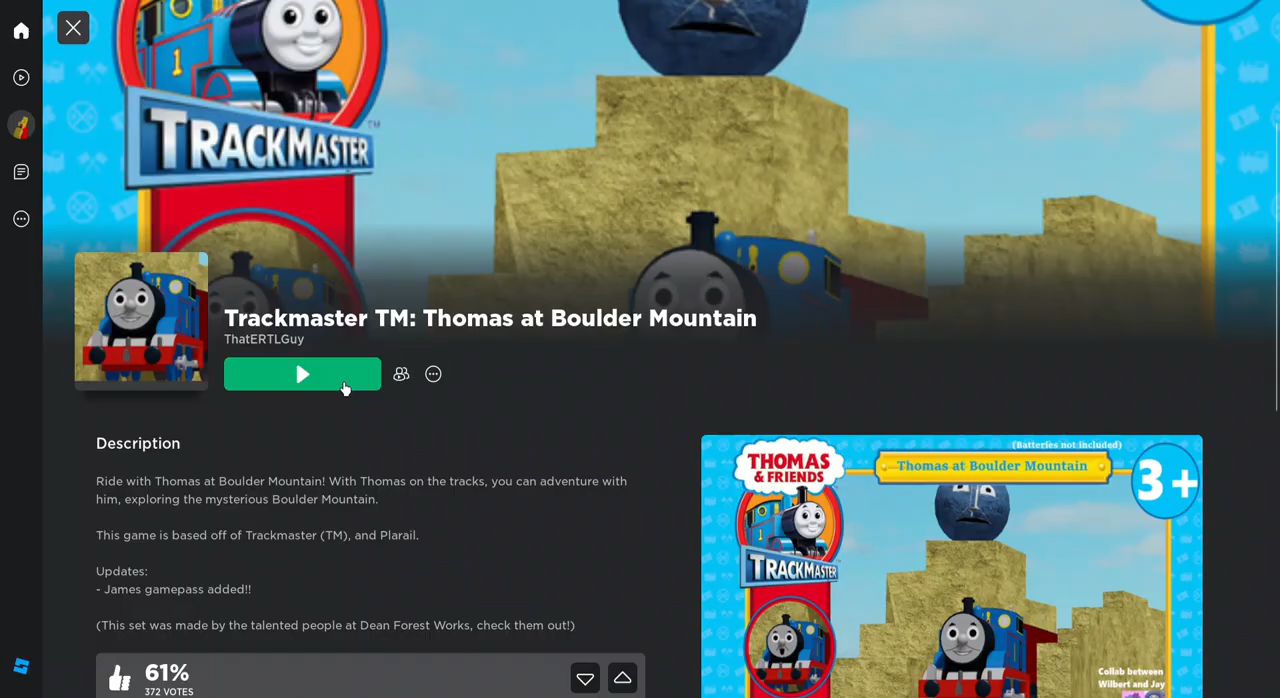 TRACKMASTER TM
Trackmaster TM: Thomas at Boulder Mountain
ThatERTLGuy
Description
Ride with Thomas at Boulder Mountain! With Thomas on the tracks, you can adventure with
him, exploring the mysterious Boulder Mountain.
This game is based off of Trackmaster (TM), and Plarail.
Updates:
- James gamepass added!!
(This set was made by the talented people at Dean Forest Works, check them out!)
61%
372 VOTES
(Batteries not included)
THOMAS
& FRIENDS
Thomas at Boulder Mountain
3+
1
TRACKMASTER
Collab between
Wilbert and Jay